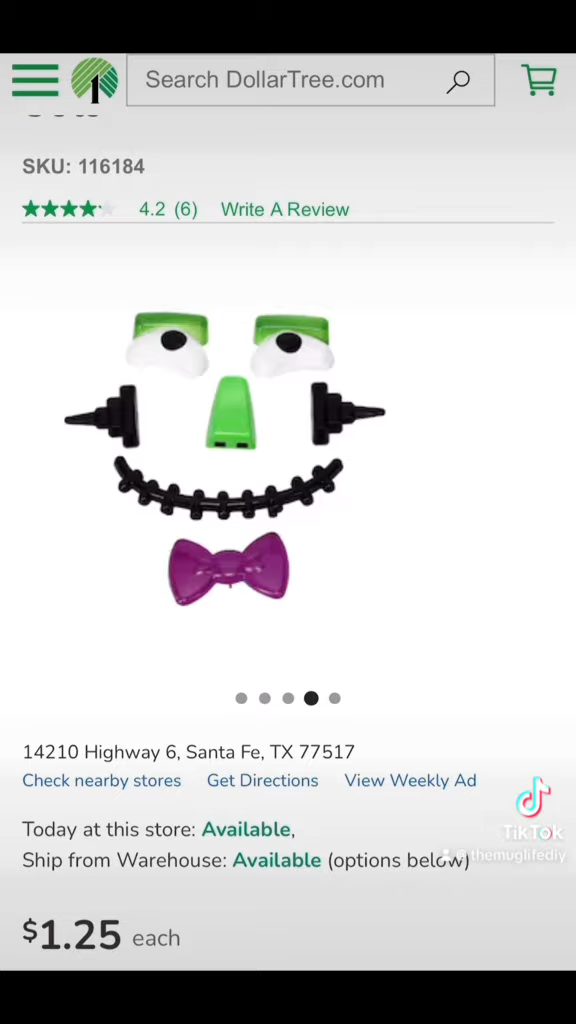 Search DollarTree.com
SKU: 116184
4.2 (6) Write A Review
14210 Highway 6, Santa Fe, TX 77517
Check nearby stores Get Directions View Weekly Ad
Today at this store: Available,
Ship from Warehouse: Available (options below)
TikTok
@themuglifediy
$1.25 each